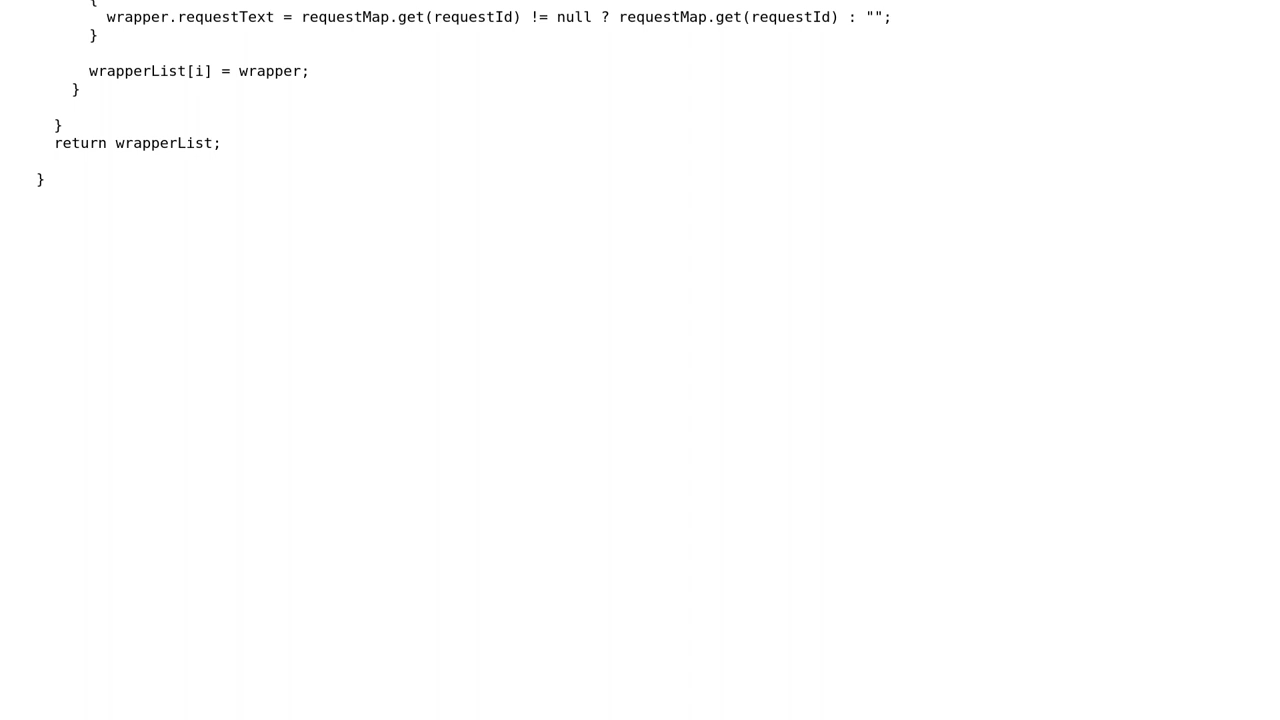 {
wrapper.requestText = requestMap.get(requestId) != null ? requestMap.get(requestId) : "";
}
wrapperList[i] = wrapper;
}
}
return wrapperList;
}